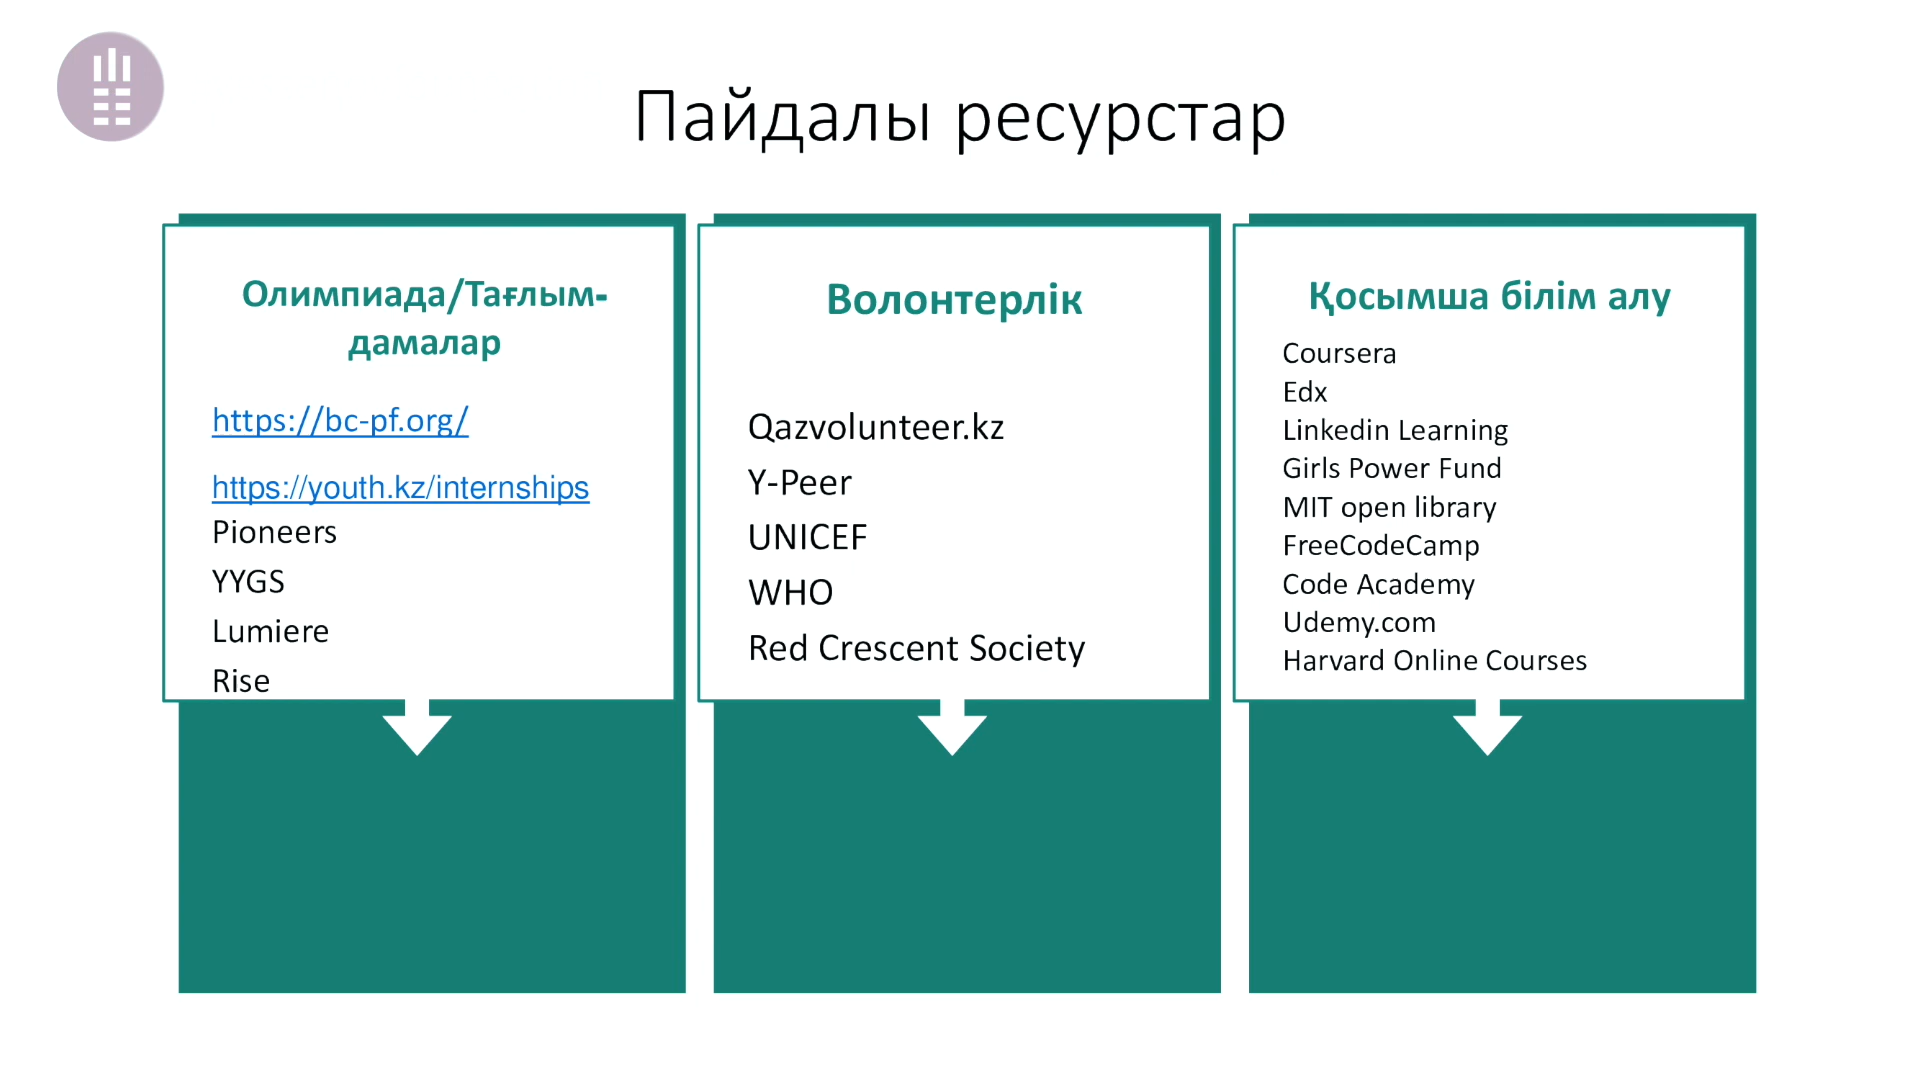 Пайдалы ресурстар
Олимпиада/Тағлым-
дамалар
https://bc-pf.org/
https://youth.kz/internships
Pioneers
YYGS
Lumiere
Rise
Волонтерлік
Qazvolunteer.kz
Y-Peer
UNICEF
WHO
Red Crescent Society
Қосымша білім алу
Coursera
Edx
Linkedin Learning
Girls Power Fund
MIT open library
FreeCodeCamp
Code Academy
Udemy.com
Harvard Online Courses